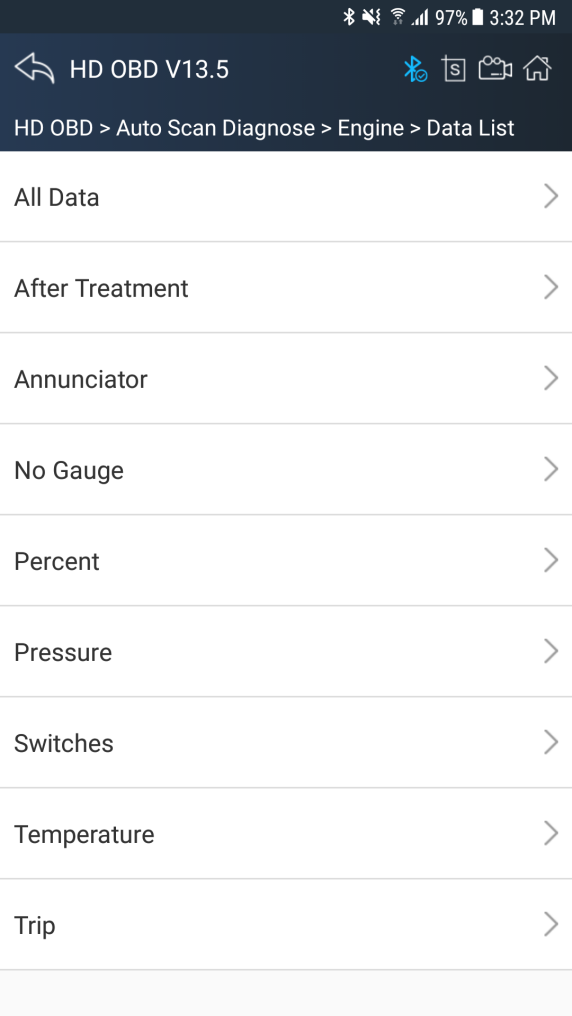 97% 3:32 PM
HD OBD V13.5
S
HD OBD > Auto Scan Diagnose > Engine > Data List
All Data
After Treatment
Annunciator
No Gauge
Percent
Pressure
Switches
Temperature
Trip